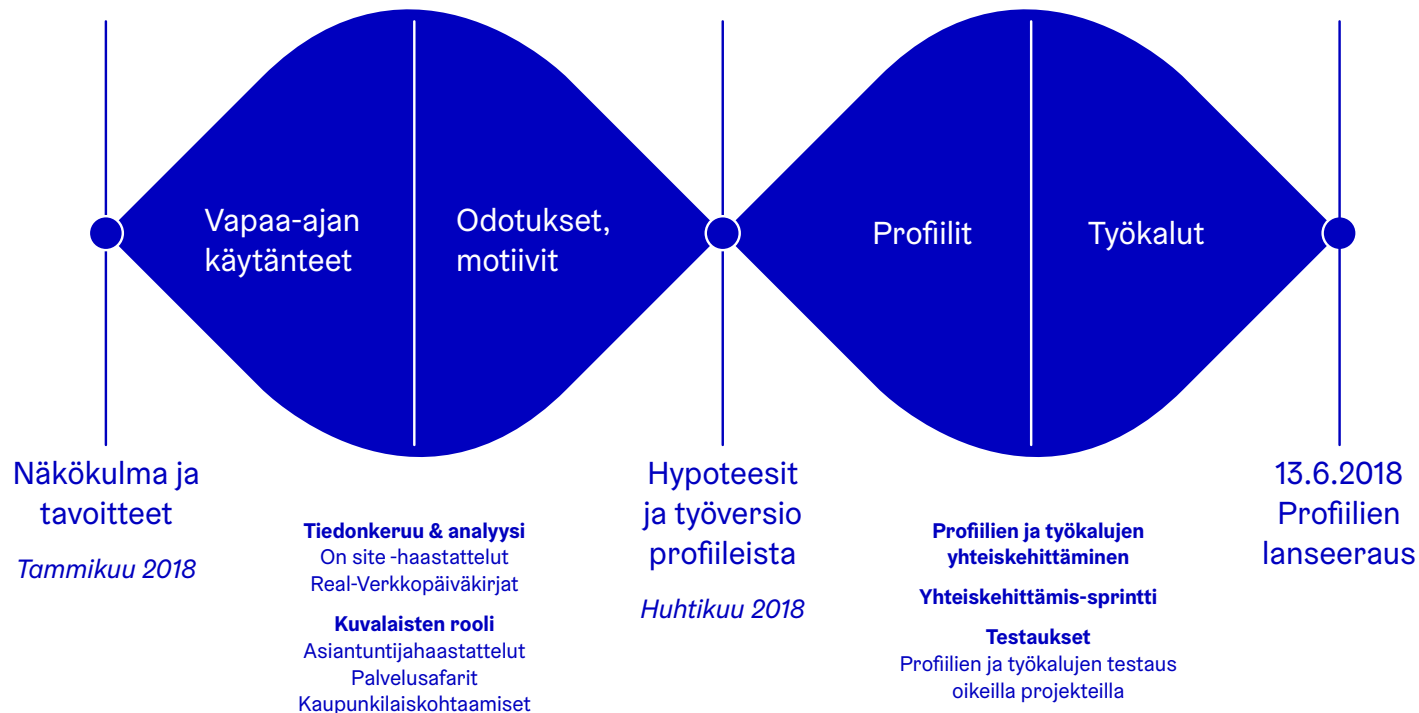 Vapaa-ajan
käytänteet
Odotukset,
motiivit
Profiilit
Työkalut
Näkökulma ja
tavoitteet
Tammikuu 2018
Tiedonkeruu & analyysi
On site -haastattelut
Real-Verkkopäiväkirjat
Kuvalaisten rooli
Asiantuntijahaastattelut
Palvelusafarit
Kaupunkilaiskohtaamiset
Hypoteesit
ja työversio
profiileista
Huhtikuu 2018
Profiilien ja työkalujen
yhteiskehittäminen
Yhteiskehittämis-sprintti
Testaukset
Profiilien ja työkalujen testaus
oikeilla projekteilla
13.6.2018
Profiilien
lanseeraus